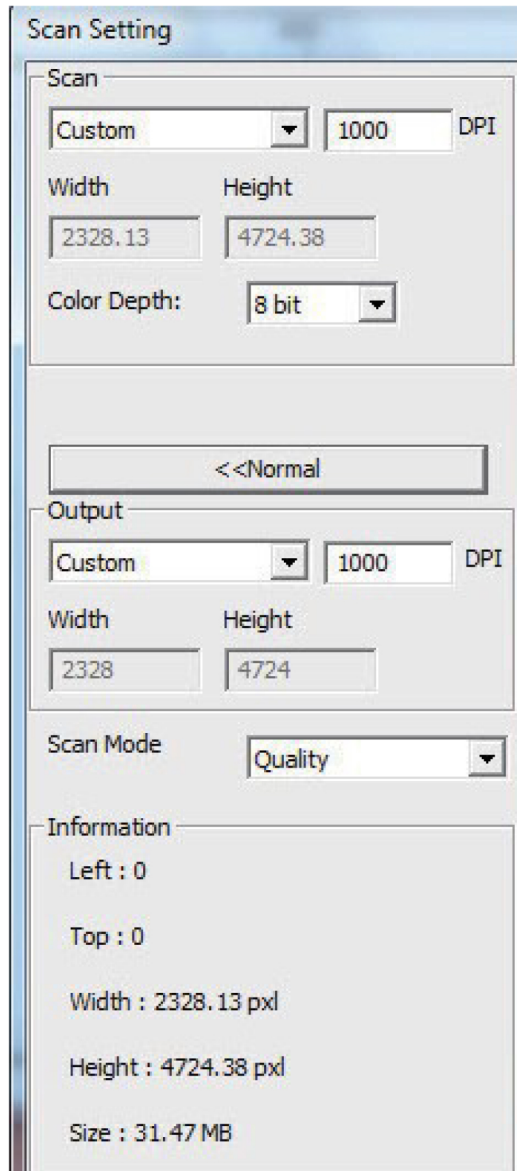 Scan Setting
Scan
Custom 1000 DPI
Width Height
2328.13 4724.38
Color Depth: 8 bit
<<Normal
Output
Custom 1000 DPI
Width Height
2328 4724
Scan Mode Quality
Information
Left : 0
Top : 0
Width : 2328.13 pxl
Height : 4724.38 pxl
Size : 31.47 MB